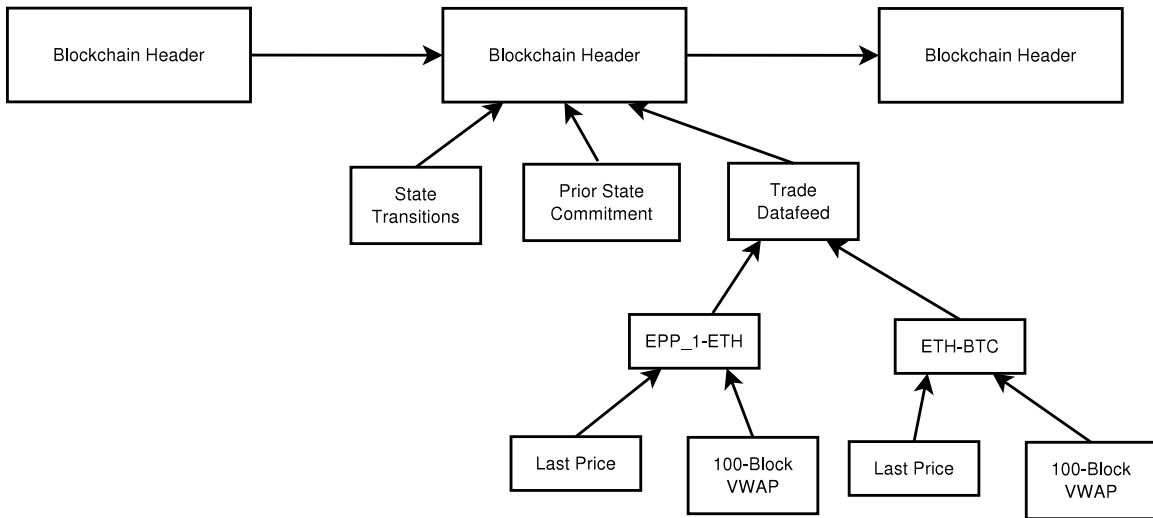 Blockchain Header
Blockchain Header
Blockchain Header
State
Transitions
Prior State
Commitment
Trade
Datafeed
EPP_1-ETH
ETH-BTC
Last Price
100-Block
VWAP
Last Price
100-Block
VWAP